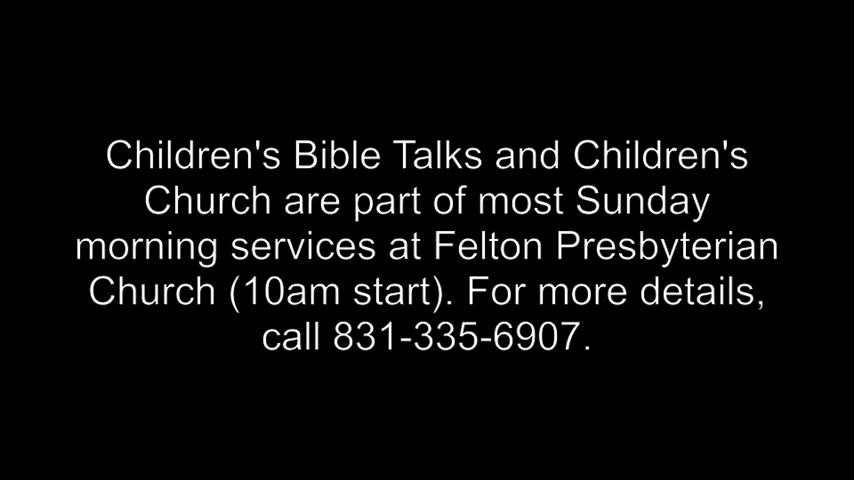 Children's Bible Talks and Children's
Church are part of most Sunday
morning services at Felton Presbyterian
Church (10am start). For more details,
call 831-335-6907.